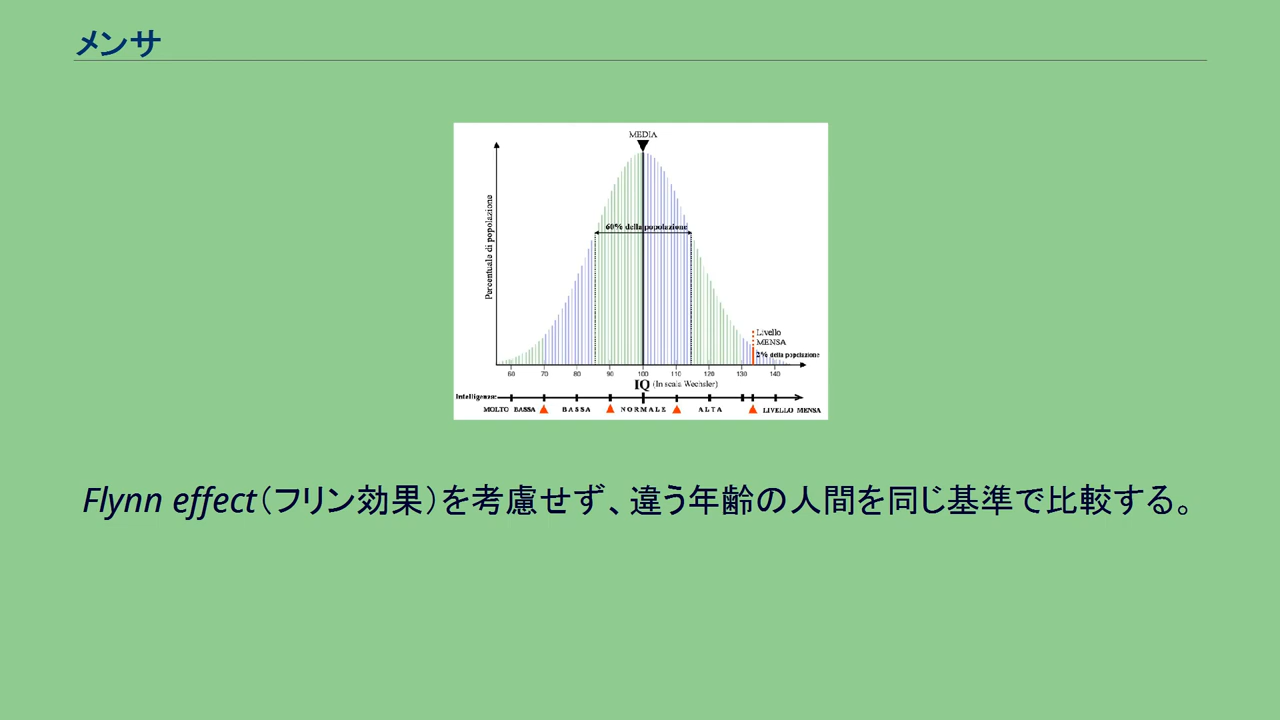 メンサ
MEDIA
Percentuale di popolazione
60% della popolazione
Livello
MENSA
2% della popolazione
60 70 80 90 100 110 120 130 140
IQ (In scala Wechsler)
Intelligenza:
MOLTO BASSA BASSA NORMALE ALTA LIVELLO MENSA
Flynn effect（フリン効果）を考慮せず、違う年齢の人間を同じ基準で比較する。